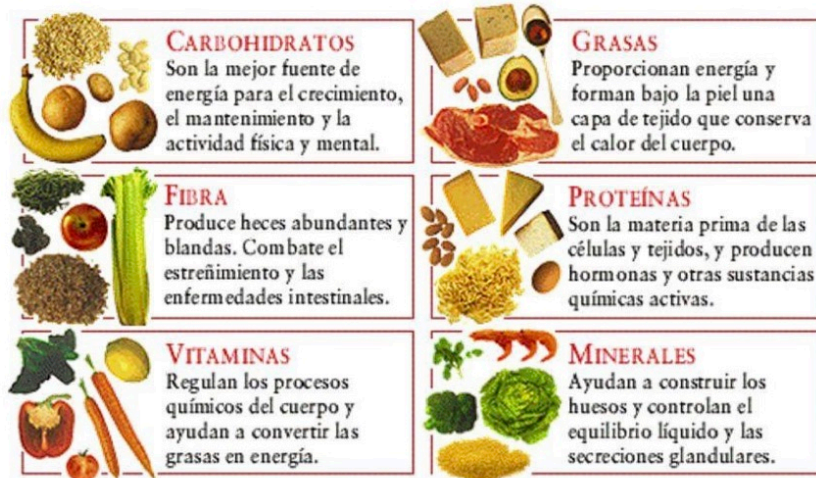 CARBOHIDRATOS
Son la mejor fuente de
energía para el crecimiento,
el mantenimiento y la
actividad física y mental.
GRASAS
Proporcionan energía y
forman bajo la piel una
capa de tejido que conserva
el calor del cuerpo.
FIBRA
Produce heces abundantes y
blandas. Combate el
estreñimiento y las
enfermedades intestinales.
PROTEÍNAS
Son la materia prima de las
células y tejidos, y producen
hormonas y otras sustancias
químicas activas.
VITAMINAS
Regulan los procesos
químicos del cuerpo y
ayudan a convertir las
grasas en energía.
MINERALES
Ayudan a construir los
huesos y controlan el
equilibrio líquido y las
secreciones glandulares.